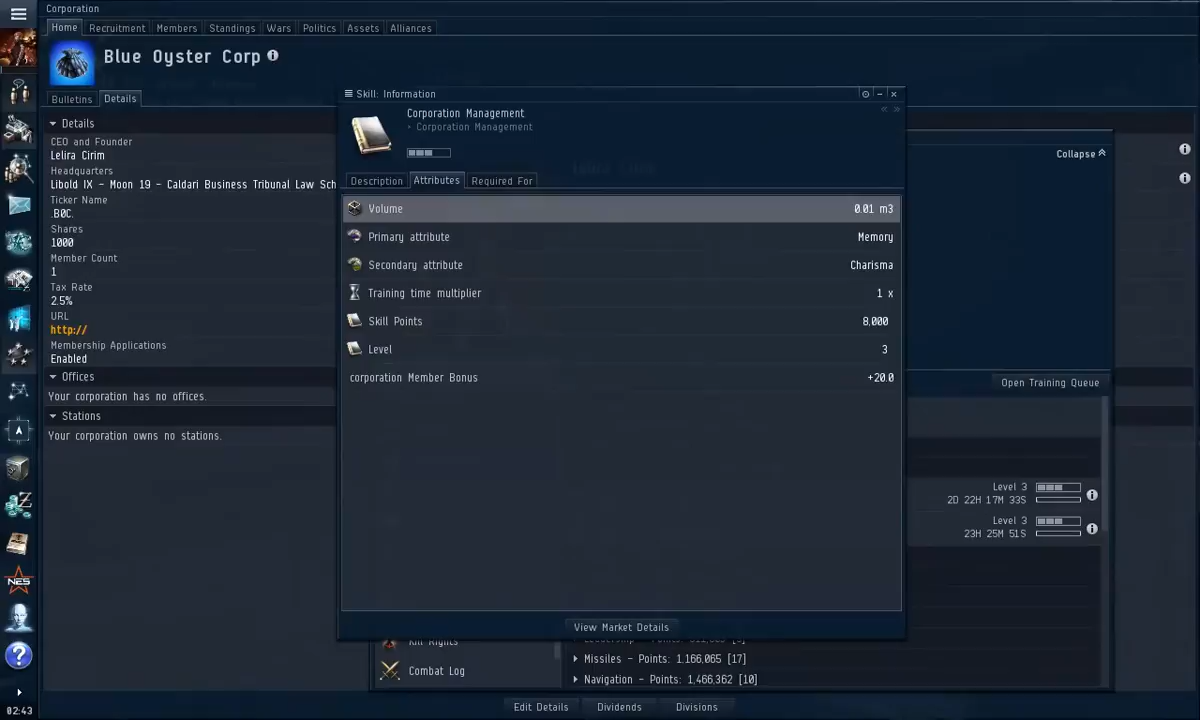 Corporation
Home Recruitment Members Standings Wars Politics Assets Alliances
Blue Oyster Corp
Bulletins Details
Details
CEO and Founder
Lelira Cirim
Headquarters
Libold IX - Moon 19 - Caldari Business Tribunal Law Sch
Ticker Name
.B0C.
Shares
1000
Member Count
1
Tax Rate
2.5%
URL
http://
Membership Applications
Enabled
Offices
Your corporation has no offices.
Stations
Your corporation owns no stations.
Skill: Information
Corporation Management
Corporation Management
Description Attributes Required For
Volume 0.01 m3
Primary attribute Memory
Secondary attribute Charisma
Training time multiplier 1 x
Skill Points 8,000
Level 3
corporation Member Bonus +20.0
View Market Details
Collapse
Open Training Queue
Level 3
2D 22H 17M 33S
Level 3
23H 25M 51S
Kill Rights
Combat Log
Missiles - Points: 1,166,065 [17]
Navigation - Points: 1,466,362 [10]
Edit Details Dividends Divisions
NES
02:43